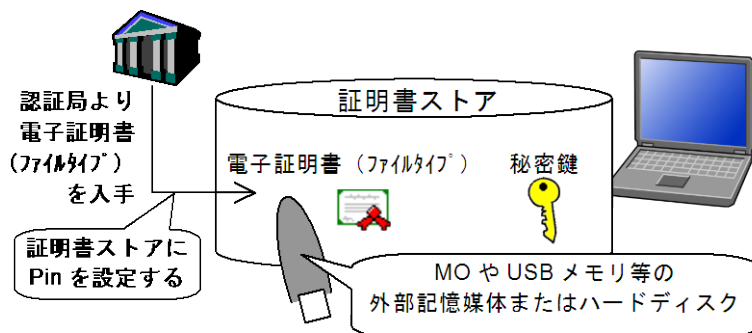 認証局より
電子証明書
(ﾌｧｲﾙﾀｲﾌﾟ)
を入手
証明書ストア
電子証明書（ﾌｧｲﾙﾀｲﾌﾟ）
秘密鍵
証明書ストアに
Pin を設定する
MO や USB メモリ等の
外部記憶媒体またはハードディスク